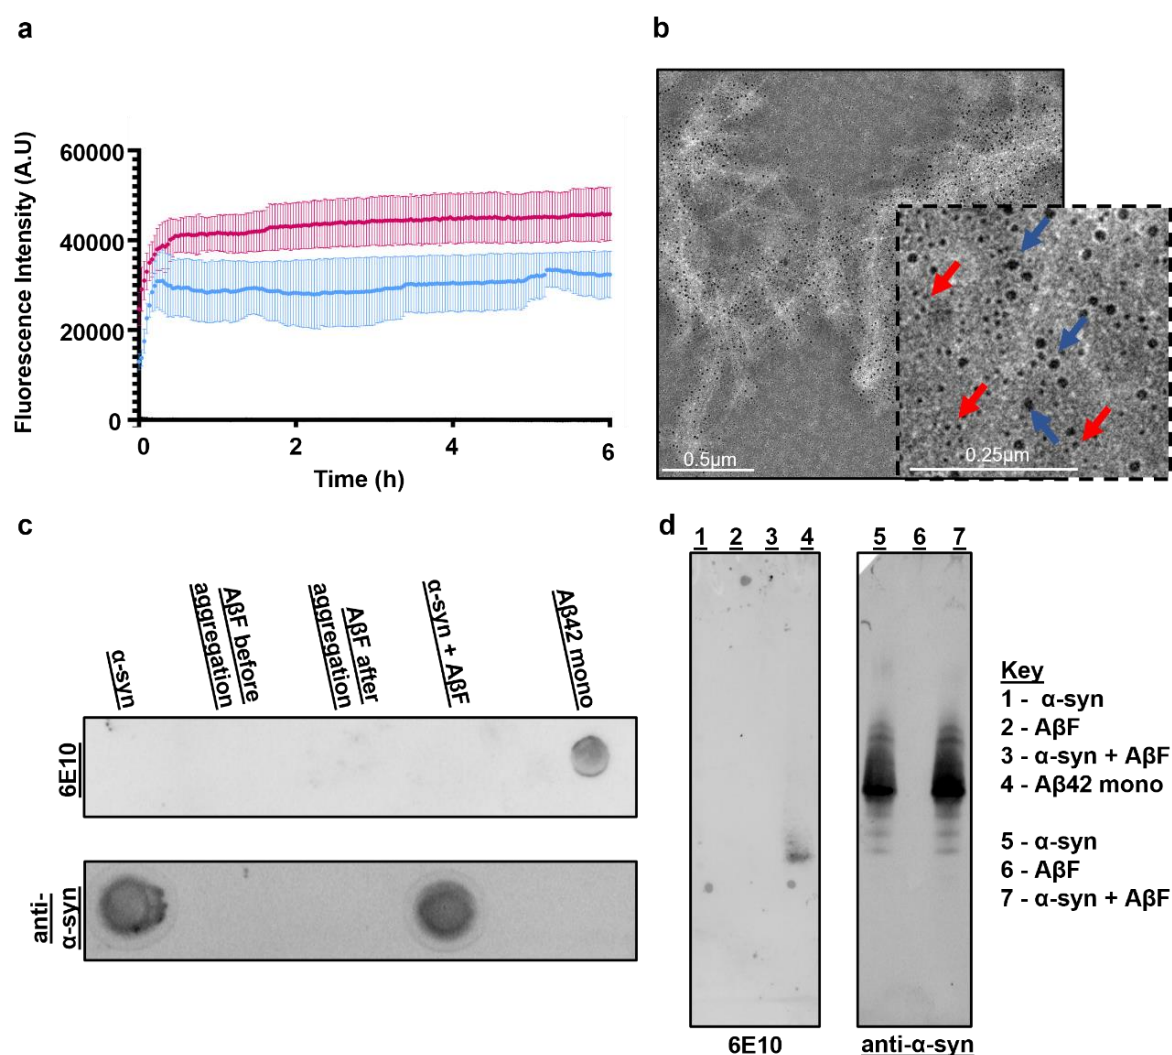 a
Fluorescence Intensity (A.U)
60000
40000
20000
0
0
2
4
6
Time (h)
b
0.5μm
0.25μm
c
α-syn
AβF before
aggregation
AβF after
aggregation
α-syn + AβF
Aβ42 mono
6E10
anti-
α-syn
d
1
2
3
4
5
6
7
6E10
anti-α-syn
Key
1 - α-syn
2 - AβF
3 - α-syn + AβF
4 - Aβ42 mono
5 - α-syn
6 - AβF
7 - α-syn + AβF